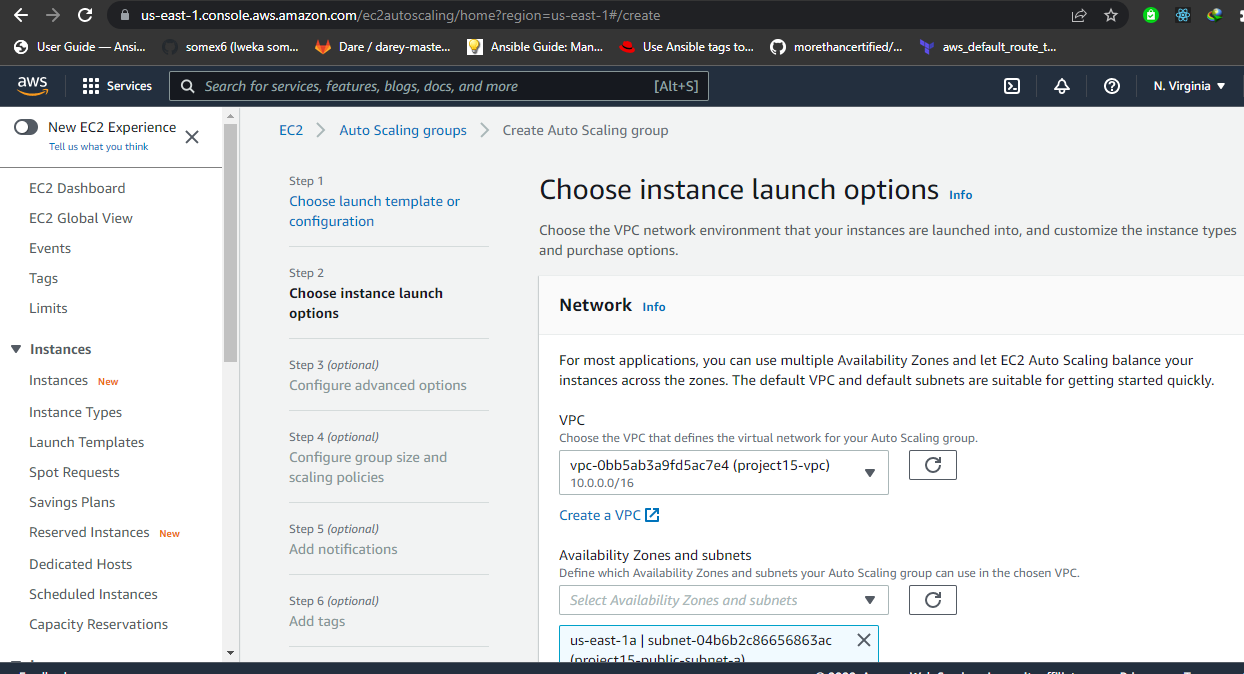 us-east-1.console.aws.amazon.com/ec2autoscaling/home?region=us-east-1#/create
User Guide — Ansi...
somex6 (lweka som...
Dare / darey-maste...
Ansible Guide: Man...
Use Ansible tags to...
morethancertified/...
aws_default_route_t...
aws
Services
Search for services, features, blogs, docs, and more
[Alt+S]
N. Virginia
New EC2 Experience
Tell us what you think
EC2 Dashboard
EC2 Global View
Events
Tags
Limits
Instances
Instances New
Instance Types
Launch Templates
Spot Requests
Savings Plans
Reserved Instances New
Dedicated Hosts
Scheduled Instances
Capacity Reservations
EC2
Auto Scaling groups
Create Auto Scaling group
Step 1
Choose launch template or
configuration
Step 2
Choose instance launch
options
Step 3 (optional)
Configure advanced options
Step 4 (optional)
Configure group size and
scaling policies
Step 5 (optional)
Add notifications
Step 6 (optional)
Add tags
Choose instance launch options Info
Choose the VPC network environment that your instances are launched into, and customize the instance types
and purchase options.
Network Info
For most applications, you can use multiple Availability Zones and let EC2 Auto Scaling balance your
instances across the zones. The default VPC and default subnets are suitable for getting started quickly.
VPC
Choose the VPC that defines the virtual network for your Auto Scaling group.
vpc-0bb5ab3a9fd5ac7e4 (project15-vpc)
10.0.0.0/16
Create a VPC
Availability Zones and subnets
Define which Availability Zones and subnets your Auto Scaling group can use in the chosen VPC.
Select Availability Zones and subnets
us-east-1a | subnet-04b6b2c86656863ac
(project15-public-subnet-a)